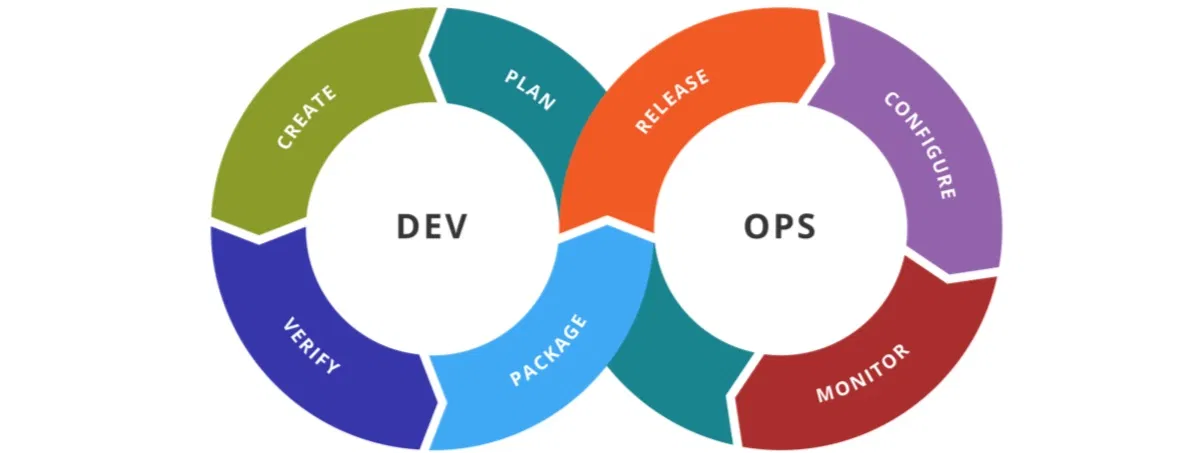 CREATE
PLAN
RELEASE
CONFIGURE
DEV
OPS
VERIFY
PACKAGE
MONITOR